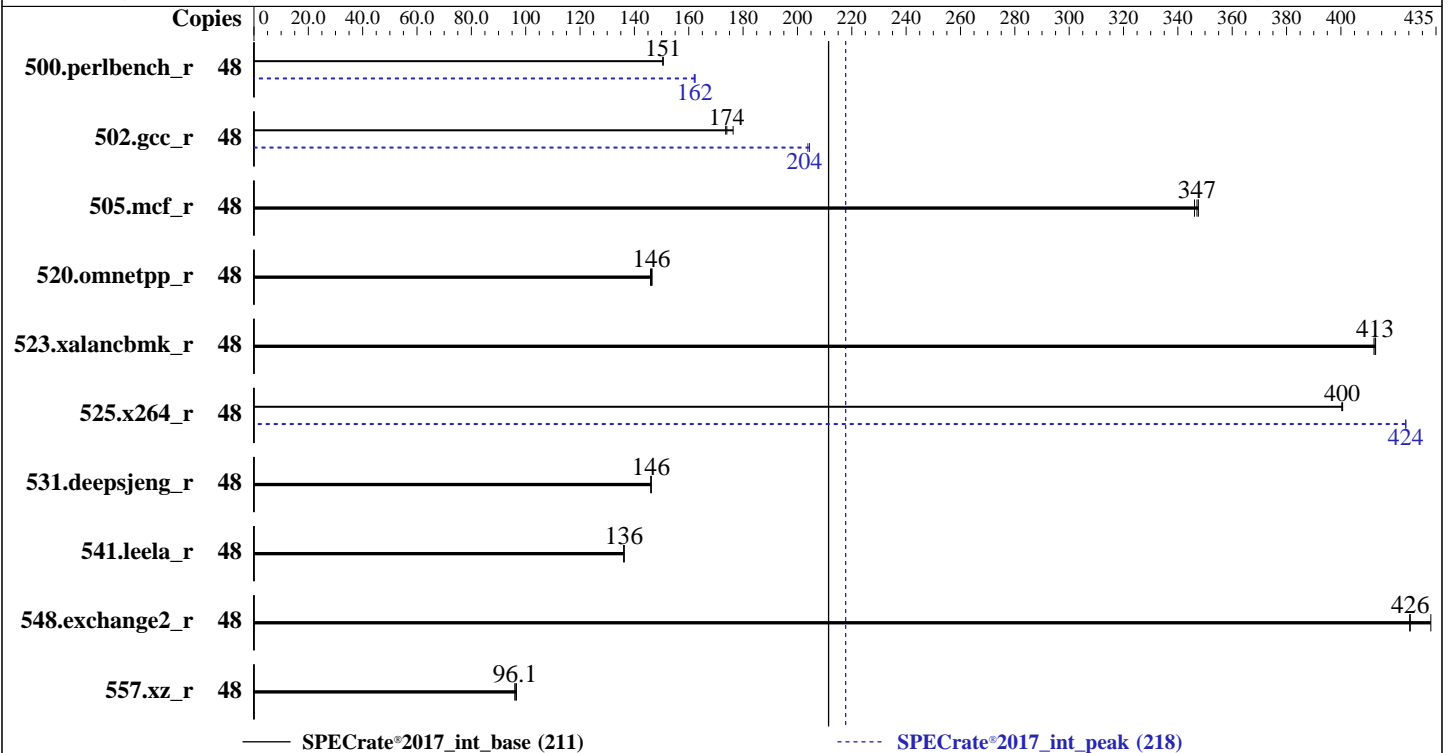 Copies 0 20.0 40.0 60.0 80.0 100 120 140 160 180 200 220 240 260 280 300 320 340 360 380 400 435
500.perlbench_r 48 151
162
502.gcc_r 48 174
204
505.mcf_r 48 347
520.omnetpp_r 48 146
523.xalancbmk_r 48 413
525.x264_r 48 400
424
531.deepsjeng_r 48 146
541.leela_r 48 136
548.exchange2_r 48 426
557.xz_r 48 96.1
SPECrate®2017_int_base (211) SPECrate®2017_int_peak (218)